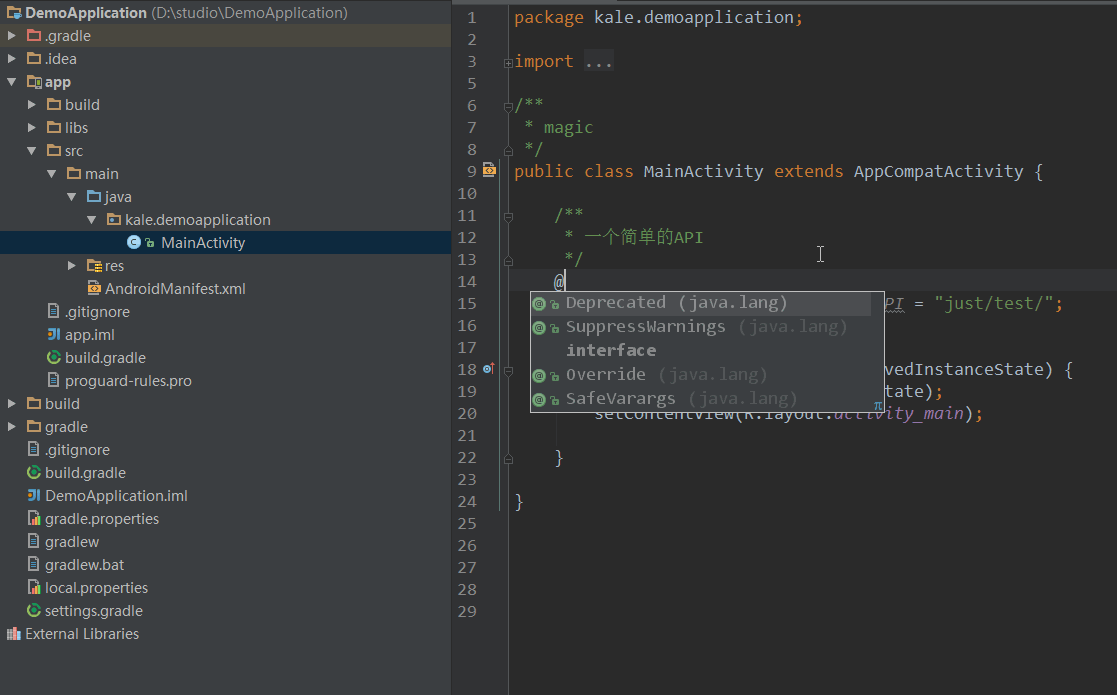 DemoApplication (D:\studio\DemoApplication)
.gradle
.idea
app
build
libs
src
main
java
kale.demoapplication
MainActivity
res
AndroidManifest.xml
.gitignore
app.iml
build.gradle
proguard-rules.pro
build
gradle
.gitignore
build.gradle
DemoApplication.iml
gradle.properties
gradlew
gradlew.bat
local.properties
settings.gradle
External Libraries
1 package kale.demoapplication;
2
3 import ...
5
6 /**
7 * magic
8 */
9 public class MainActivity extends AppCompatActivity {
10
11 /**
12 * 一个简单的API
13 */
14 @
15 PI = "just/test/";
16
17
18 vedInstanceState) {
19 tate);
20 setContentView(R.layout.activity_main);
21
22 }
23
24 }
25
26
27
28
29
Deprecated (java.lang)
SuppressWarnings (java.lang)
interface
Override (java.lang)
SafeVarargs (java.lang)
π